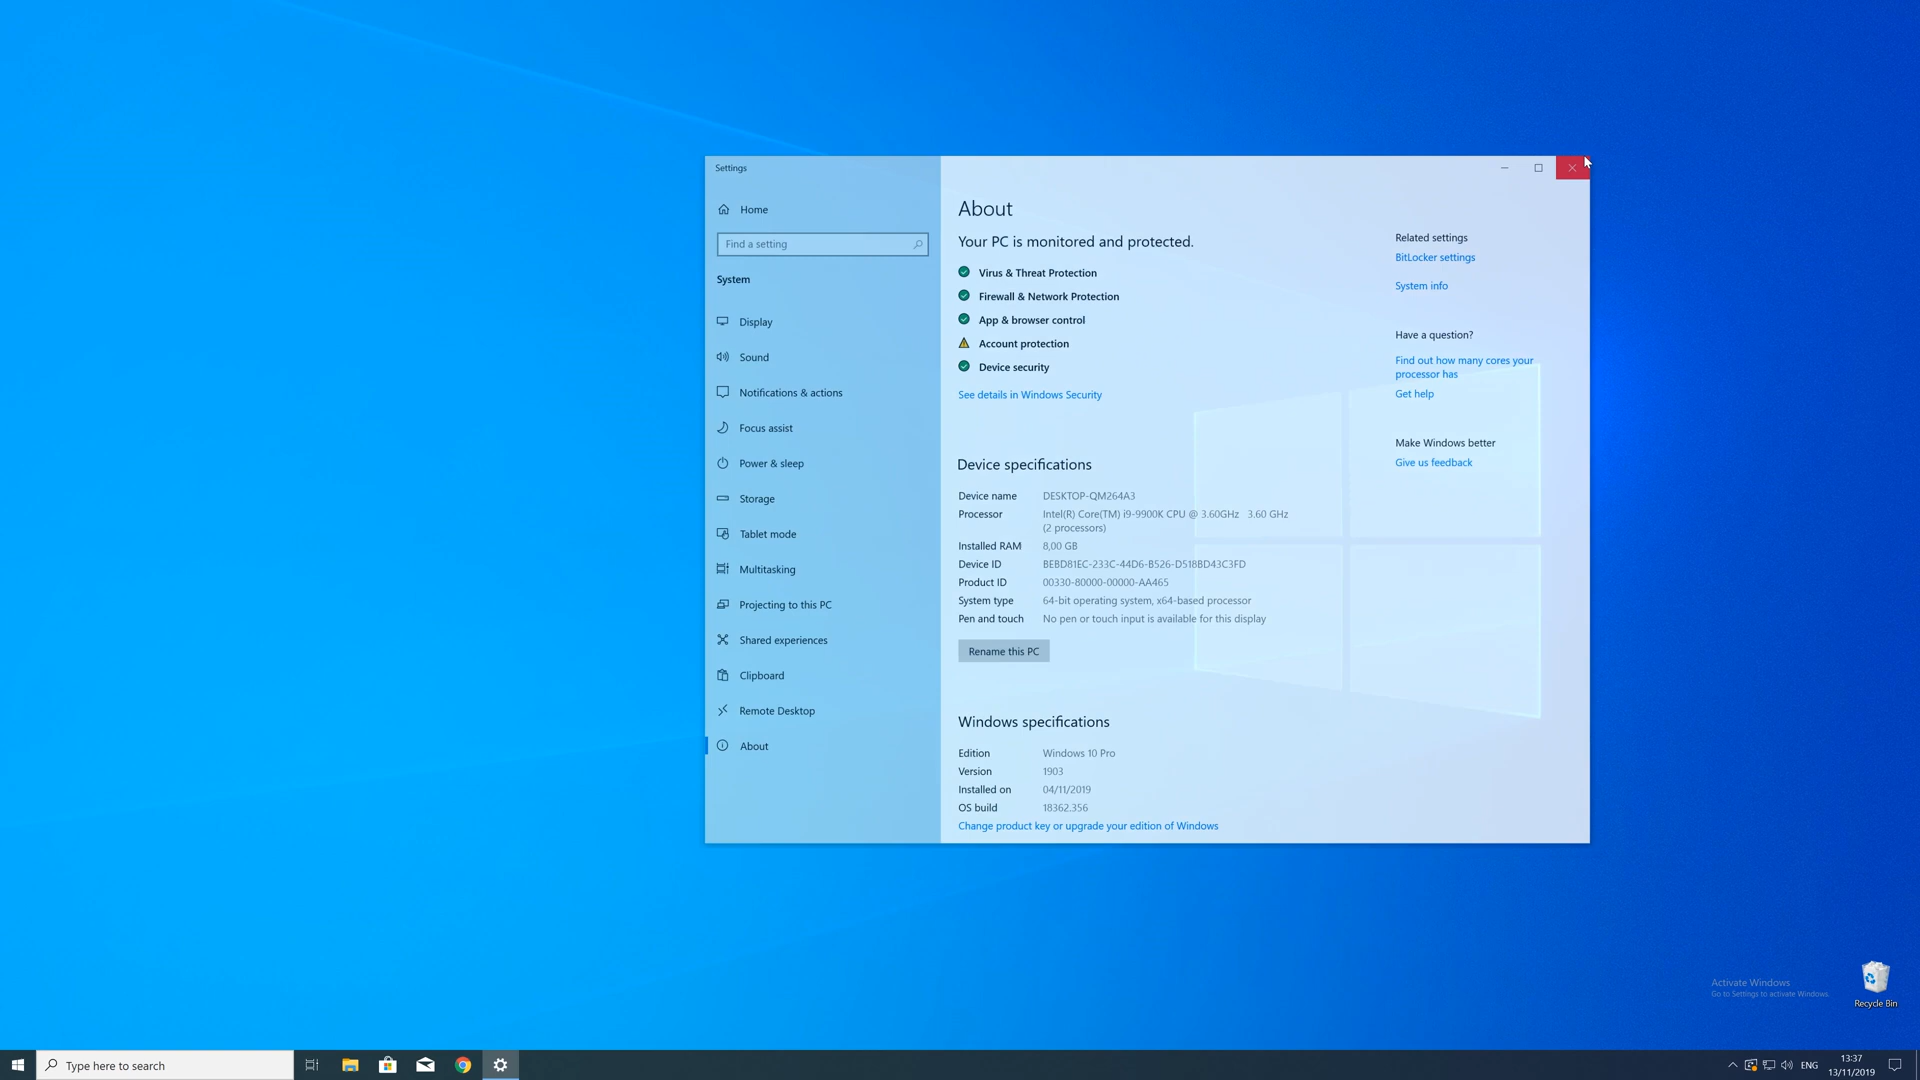 Settings
Home
Find a setting
System
Display
Sound
Notifications & actions
Focus assist
Power & sleep
Storage
Tablet mode
Multitasking
Projecting to this PC
Shared experiences
Clipboard
Remote Desktop
About
About
Your PC is monitored and protected.
Virus & Threat Protection
Firewall & Network Protection
App & browser control
Account protection
Device security
See details in Windows Security
Device specifications
Device name DESKTOP-QM264A3
Processor Intel(R) Core(TM) i9-9900K CPU @ 3.60GHz 3.60 GHz
(2 processors)
Installed RAM 8,00 GB
Device ID BEBD81EC-233C-44D6-B526-D518BD43C3FD
Product ID 00330-80000-00000-AA465
System type 64-bit operating system, x64-based processor
Pen and touch No pen or touch input is available for this display
Rename this PC
Windows specifications
Edition Windows 10 Pro
Version 1903
Installed on 04/11/2019
OS build 18362.356
Change product key or upgrade your edition of Windows
Related settings
BitLocker settings
System info
Have a question?
Find out how many cores your
processor has
Get help
Make Windows better
Give us feedback
Activate Windows
Go to Settings to activate Windows.
Recycle Bin
Type here to search
ENG
13:37
13/11/2019